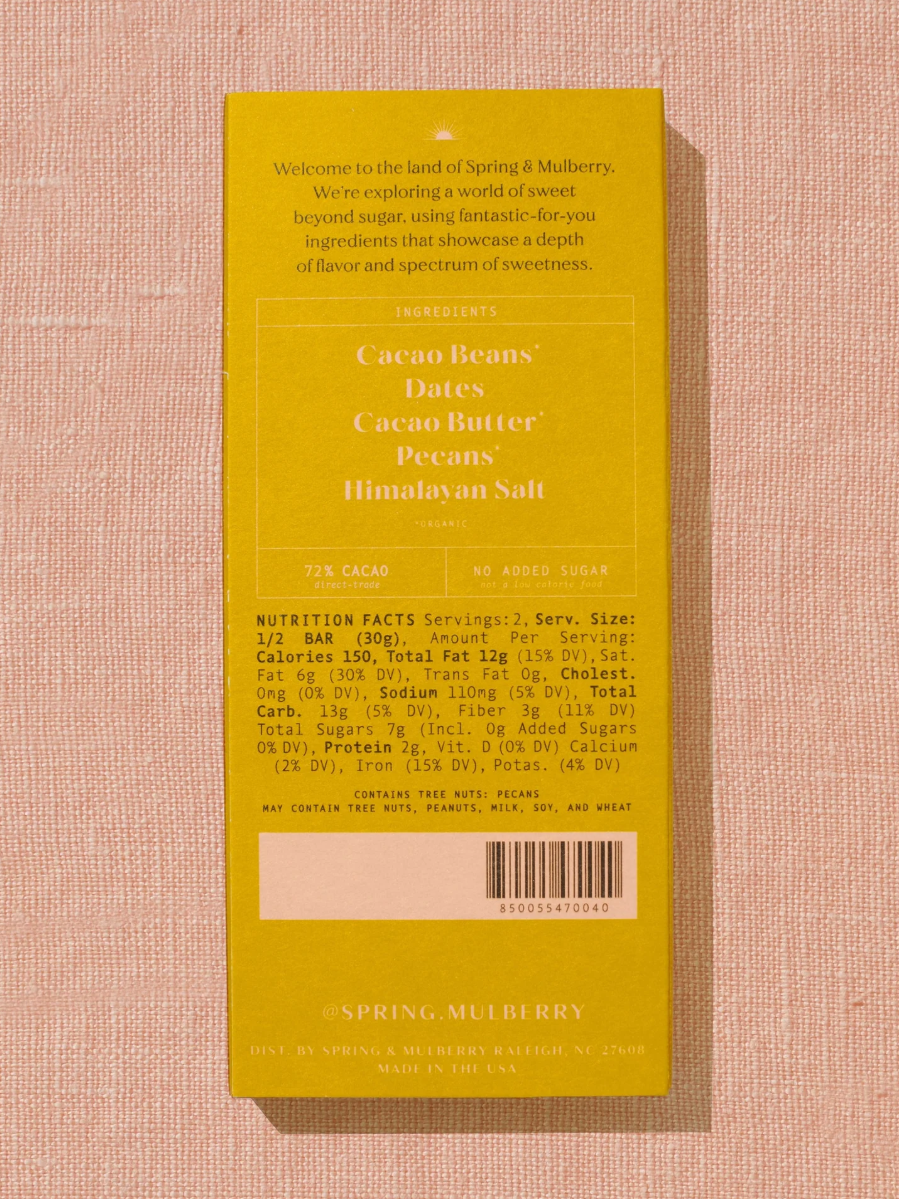 Welcome to the land of Spring & Mulberry.
We're exploring a world of sweet
beyond sugar, using fantastic-for-you
ingredients that showcase a depth
of flavor and spectrum of sweetness.
INGREDIENTS
Cacao Beans*
Dates
Cacao Butter*
Pecans*
Himalayan Salt
*ORGANIC
72% CACAO
direct-trade
NO ADDED SUGAR
not a low calorie food
NUTRITION FACTS Servings: 2, Serv. Size:
1/2 BAR (30g), Amount Per Serving:
Calories 150, Total Fat 12g (15% DV), Sat.
Fat 6g (30% DV), Trans Fat 0g, Cholest.
0mg (0% DV), Sodium 110mg (5% DV), Total
Carb. 13g (5% DV), Fiber 3g (11% DV)
Total Sugars 7g (Incl. 0g Added Sugars
0% DV), Protein 2g, Vit. D (0% DV) Calcium
(2% DV), Iron (15% DV), Potas. (4% DV)
CONTAINS TREE NUTS: PECANS
MAY CONTAIN TREE NUTS, PEANUTS, MILK, SOY, AND WHEAT
850055470040
@SPRING.MULBERRY
DIST. BY SPRING & MULBERRY RALEIGH, NC 27608
MADE IN THE USA